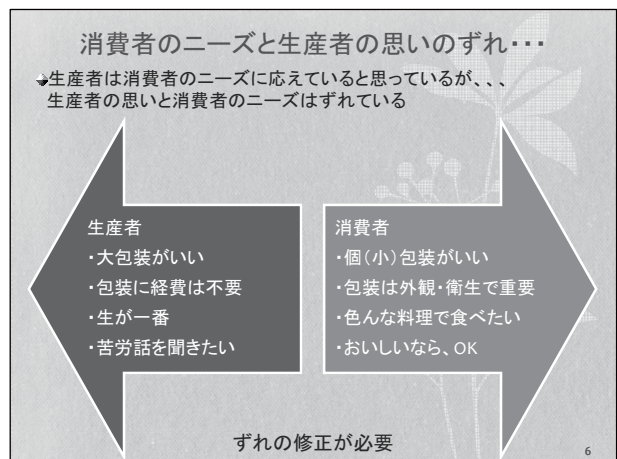 消費者のニーズと生産者の思いのずれ･･･
生産者は消費者のニーズに応えていると思っているが、、、
生産者の思いと消費者のニーズはずれている
生産者
・大包装がいい
・包装に経費は不要
・生が一番
・苦労話を聞きたい
消費者
・個(小)包装がいい
・包装は外観・衛生で重要
・色んな料理で食べたい
・おいしいなら、OK
ずれの修正が必要
6